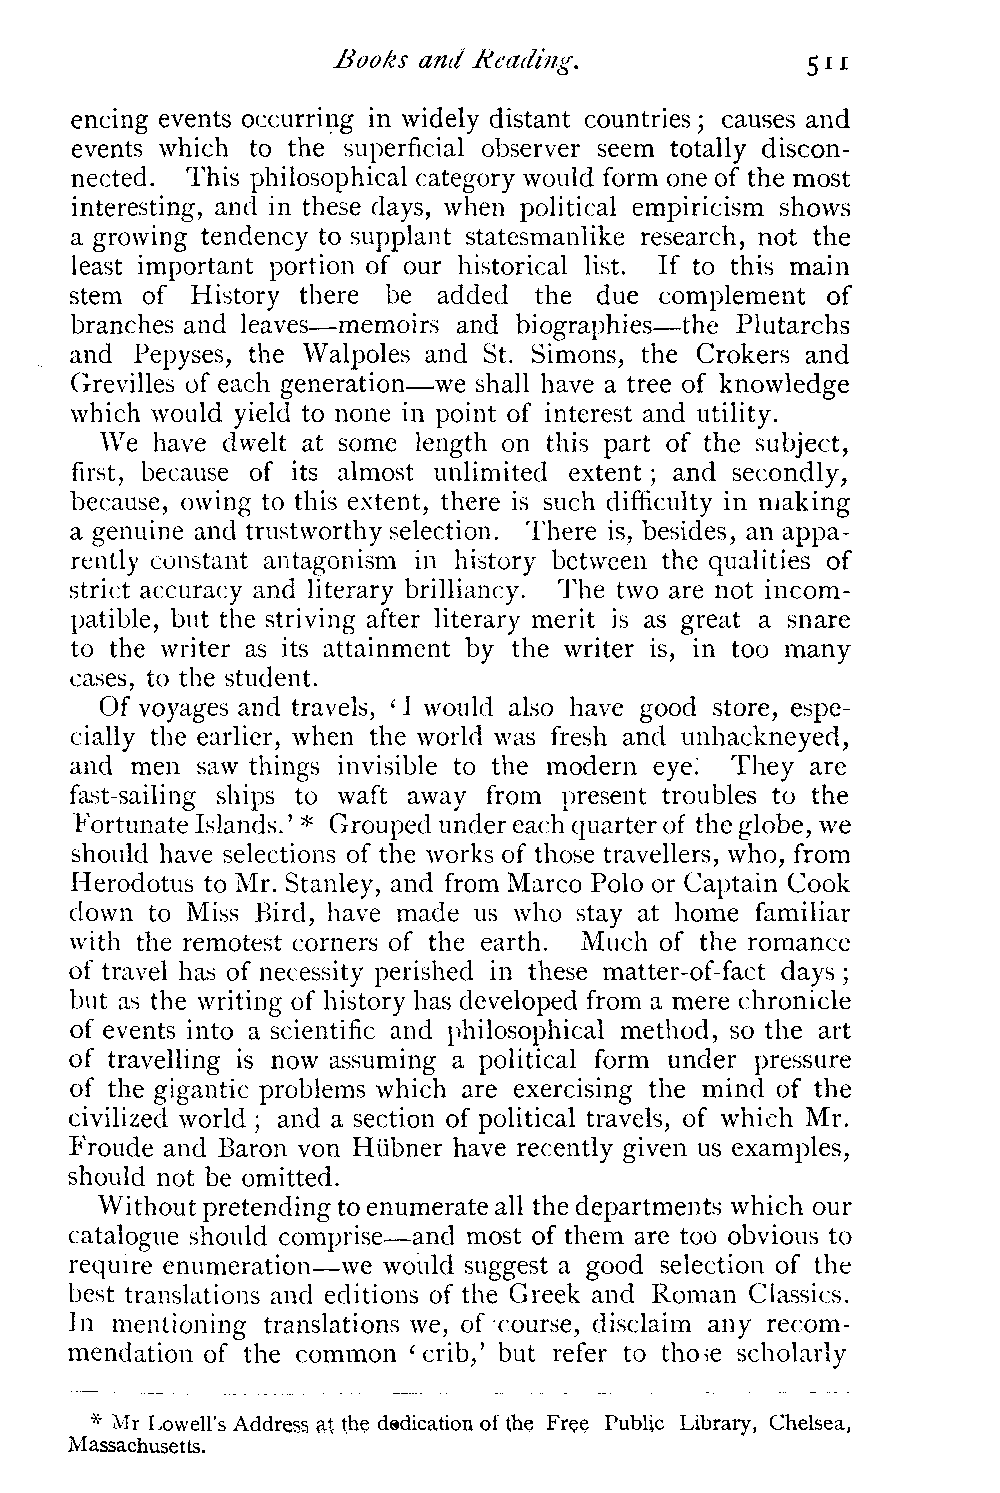 Books and Reading. 511
encing events occurring in widely distant countries; causes and
events which to the superficial observer seem totally discon-
nected. This philosophical category would form one of the most
interesting, and in these days, when political empiricism shows
a growing tendency to supplant statesmanlike research, not the
least important portion of our historical list. If to this main
stem of History there be added the due complement of
branches and leaves—memoirs and biographies—the Plutarchs
and Pepyses, the Walpoles and St. Simons, the Crokers and
Grevilles of each generation—we shall have a tree of knowledge
which would yield to none in point of interest and utility.
We have dwelt at some length on this part of the subject,
first, because of its almost unlimited extent; and secondly,
because, owing to this extent, there is such difficulty in making
a genuine and trustworthy selection. There is, besides, an appa-
rently constant antagonism in history between the qualities of
strict accuracy and literary brilliancy. The two are not incom-
patible, but the striving after literary merit is as great a snare
to the writer as its attainment by the writer is, in too many
cases, to the student.
Of voyages and travels, ‘I would also have good store, espe-
cially the earlier, when the world was fresh and unhackneyed,
and men saw things invisible to the modern eye. They are
fast-sailing ships to waft away from present troubles to the
Fortunate Islands.’* Grouped under each quarter of the globe, we
should have selections of the works of those travellers, who, from
Herodotus to Mr. Stanley, and from Marco Polo or Captain Cook
down to Miss Bird, have made us who stay at home familiar
with the remotest corners of the earth. Much of the romance
of travel has of necessity perished in these matter-of-fact days;
but as the writing of history has developed from a mere chronicle
of events into a scientific and philosophical method, so the art
of travelling is now assuming a political form under pressure
of the gigantic problems which are exercising the mind of the
civilized world; and a section of political travels, of which Mr.
Froude and Baron von Hübner have recently given us examples,
should not be omitted.
Without pretending to enumerate all the departments which our
catalogue should comprise—and most of them are too obvious to
require enumeration—we would suggest a good selection of the
best translations and editions of the Greek and Roman Classics.
In mentioning translations we, of course, disclaim any recom-
mendation of the common ‘crib,’ but refer to those scholarly
* Mr Lowell's Address at the dedication of the Free Public Library, Chelsea,
Massachusetts.